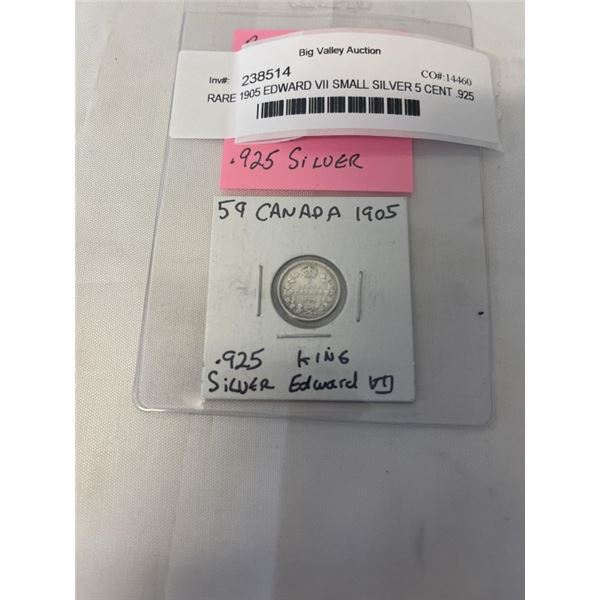 Big Valley Auction
Inv#: 238514 CO#:14460
RARE 1905 EDWARD VII SMALL SILVER 5 CENT .925
.925 SILVER
5¢ CANADA 1905
.925 KING
SILVER Edward VII